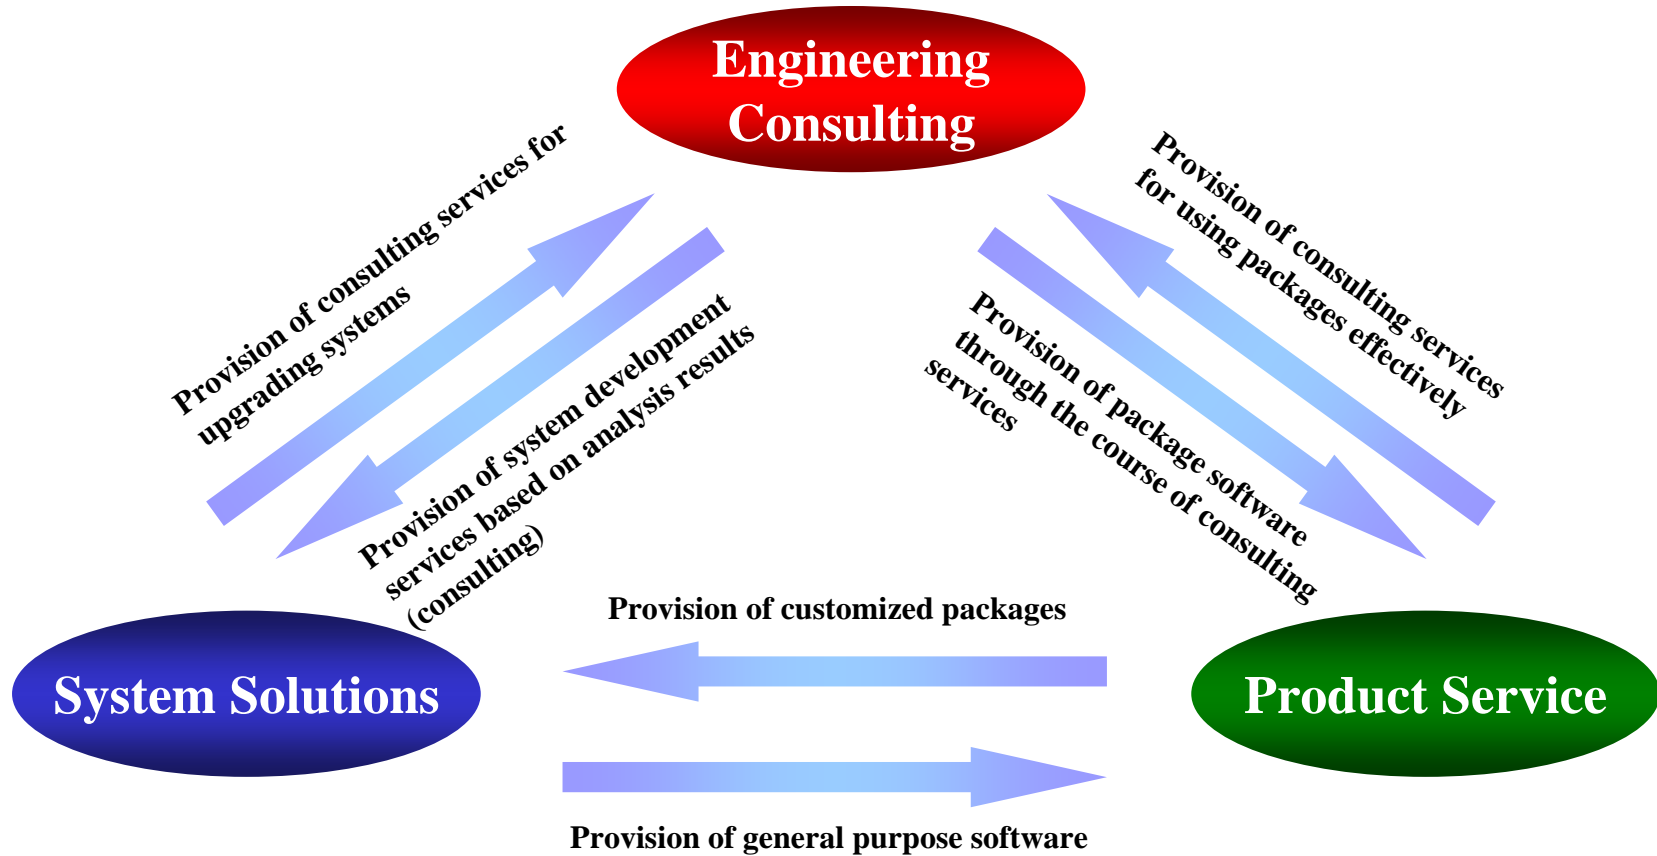 Engineering
Consulting
Provision of consulting services for
upgrading systems
Provision of system development
services based on analysis results
(consulting)
Provision of consulting services
for using packages effectively
Provision of package software
through the course of consulting
services
Provision of customized packages
System Solutions
Product Service
Provision of general purpose software